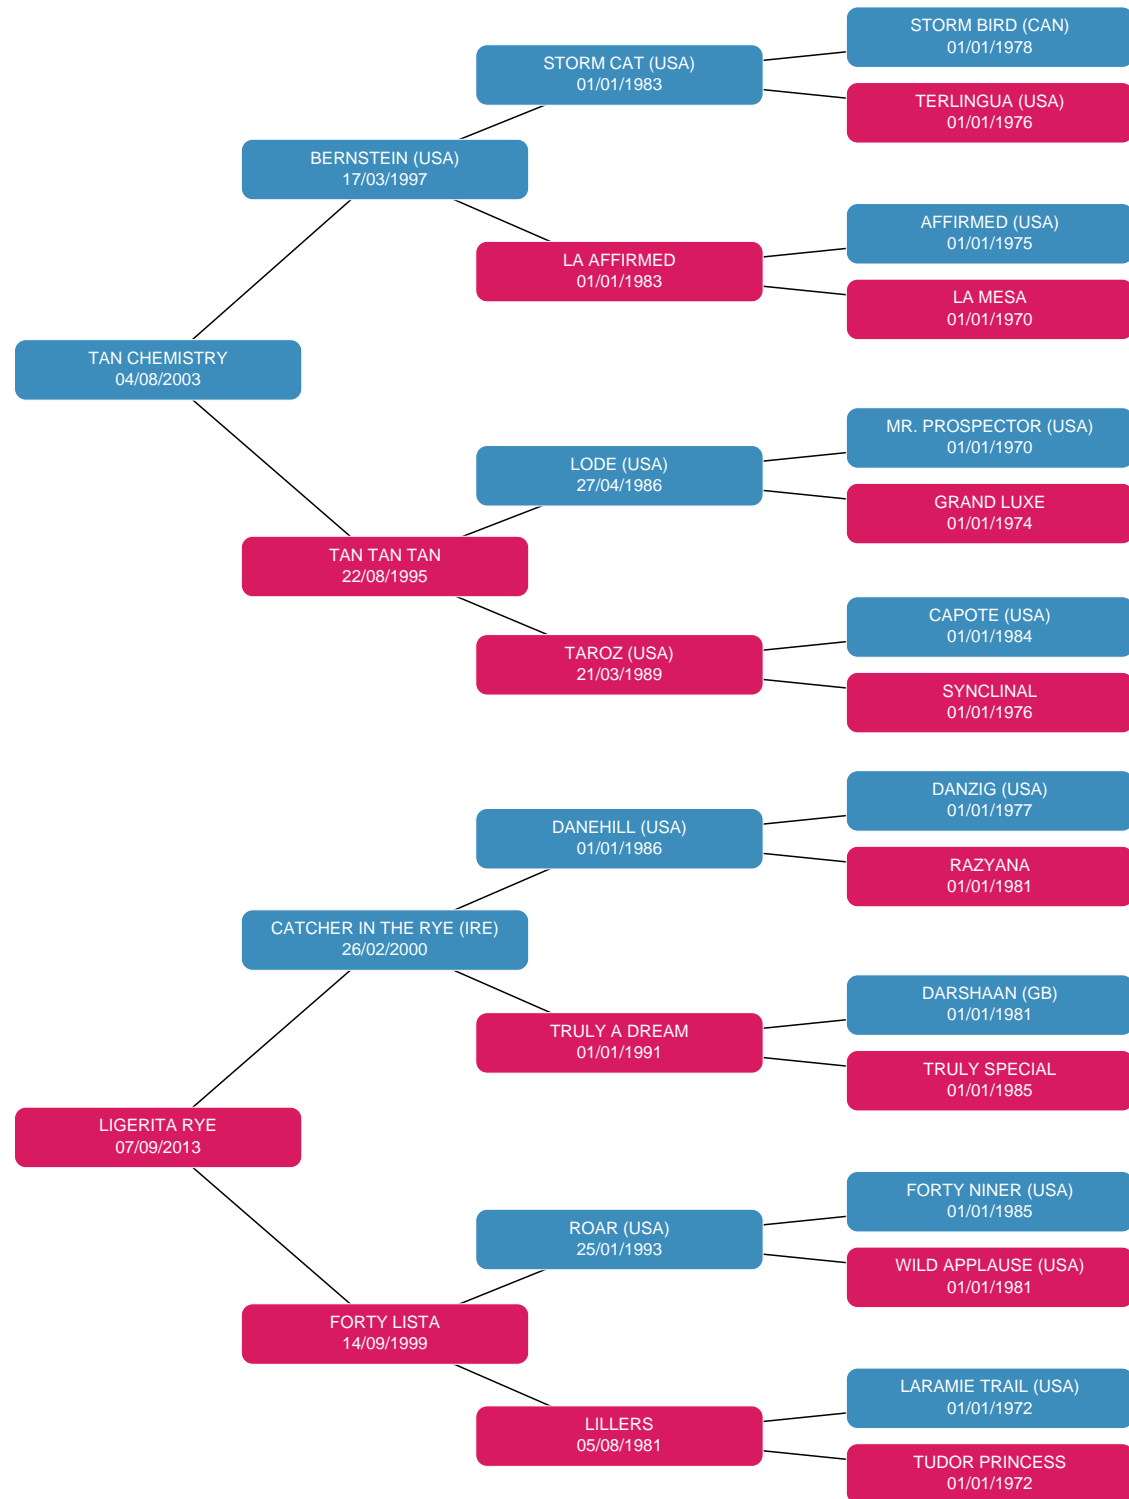 STORM BIRD (CAN)
01/01/1978
STORM CAT (USA)
01/01/1983
TERLINGUA (USA)
01/01/1976
BERNSTEIN (USA)
17/03/1997
AFFIRMED (USA)
01/01/1975
LA AFFIRMED
01/01/1983
LA MESA
01/01/1970
TAN CHEMISTRY
04/08/2003
MR. PROSPECTOR (USA)
01/01/1970
LODE (USA)
27/04/1986
GRAND LUXE
01/01/1974
TAN TAN TAN
22/08/1995
CAPOTE (USA)
01/01/1984
TAROZ (USA)
21/03/1989
SYNCLINAL
01/01/1976
DANZIG (USA)
01/01/1977
DANEHILL (USA)
01/01/1986
RAZYANA
01/01/1981
CATCHER IN THE RYE (IRE)
26/02/2000
DARSHAAN (GB)
01/01/1981
TRULY A DREAM
01/01/1991
TRULY SPECIAL
01/01/1985
LIGERITA RYE
07/09/2013
FORTY NINER (USA)
01/01/1985
ROAR (USA)
25/01/1993
WILD APPLAUSE (USA)
01/01/1981
FORTY LISTA
14/09/1999
LARAMIE TRAIL (USA)
01/01/1972
LILLERS
05/08/1981
TUDOR PRINCESS
01/01/1972